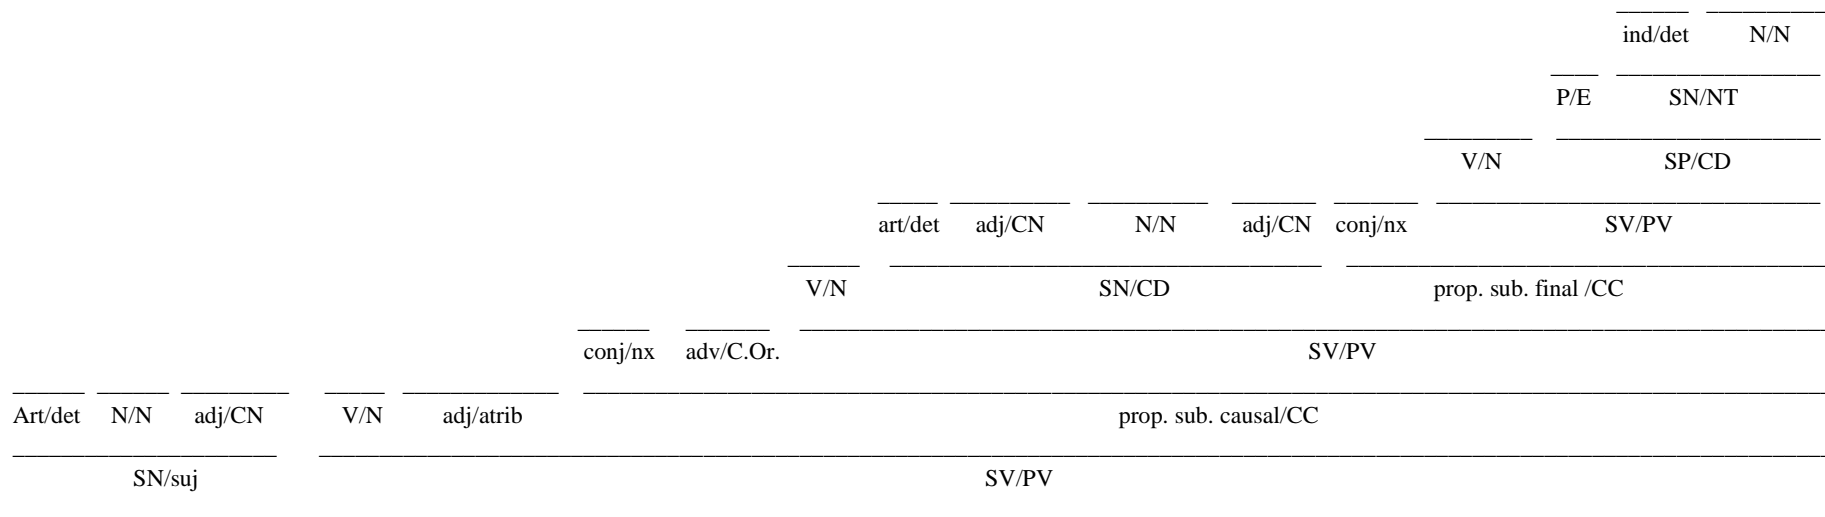 ind/det N/N
P/E SN/NT
V/N SP/CD
art/det adj/CN N/N adj/CN conj/nx SV/PV
V/N SN/CD prop. sub. final /CC
conj/nx adv/C.Or. SV/PV
Art/det N/N adj/CN V/N adj/atrib prop. sub. causal/CC
SN/suj SV/PV